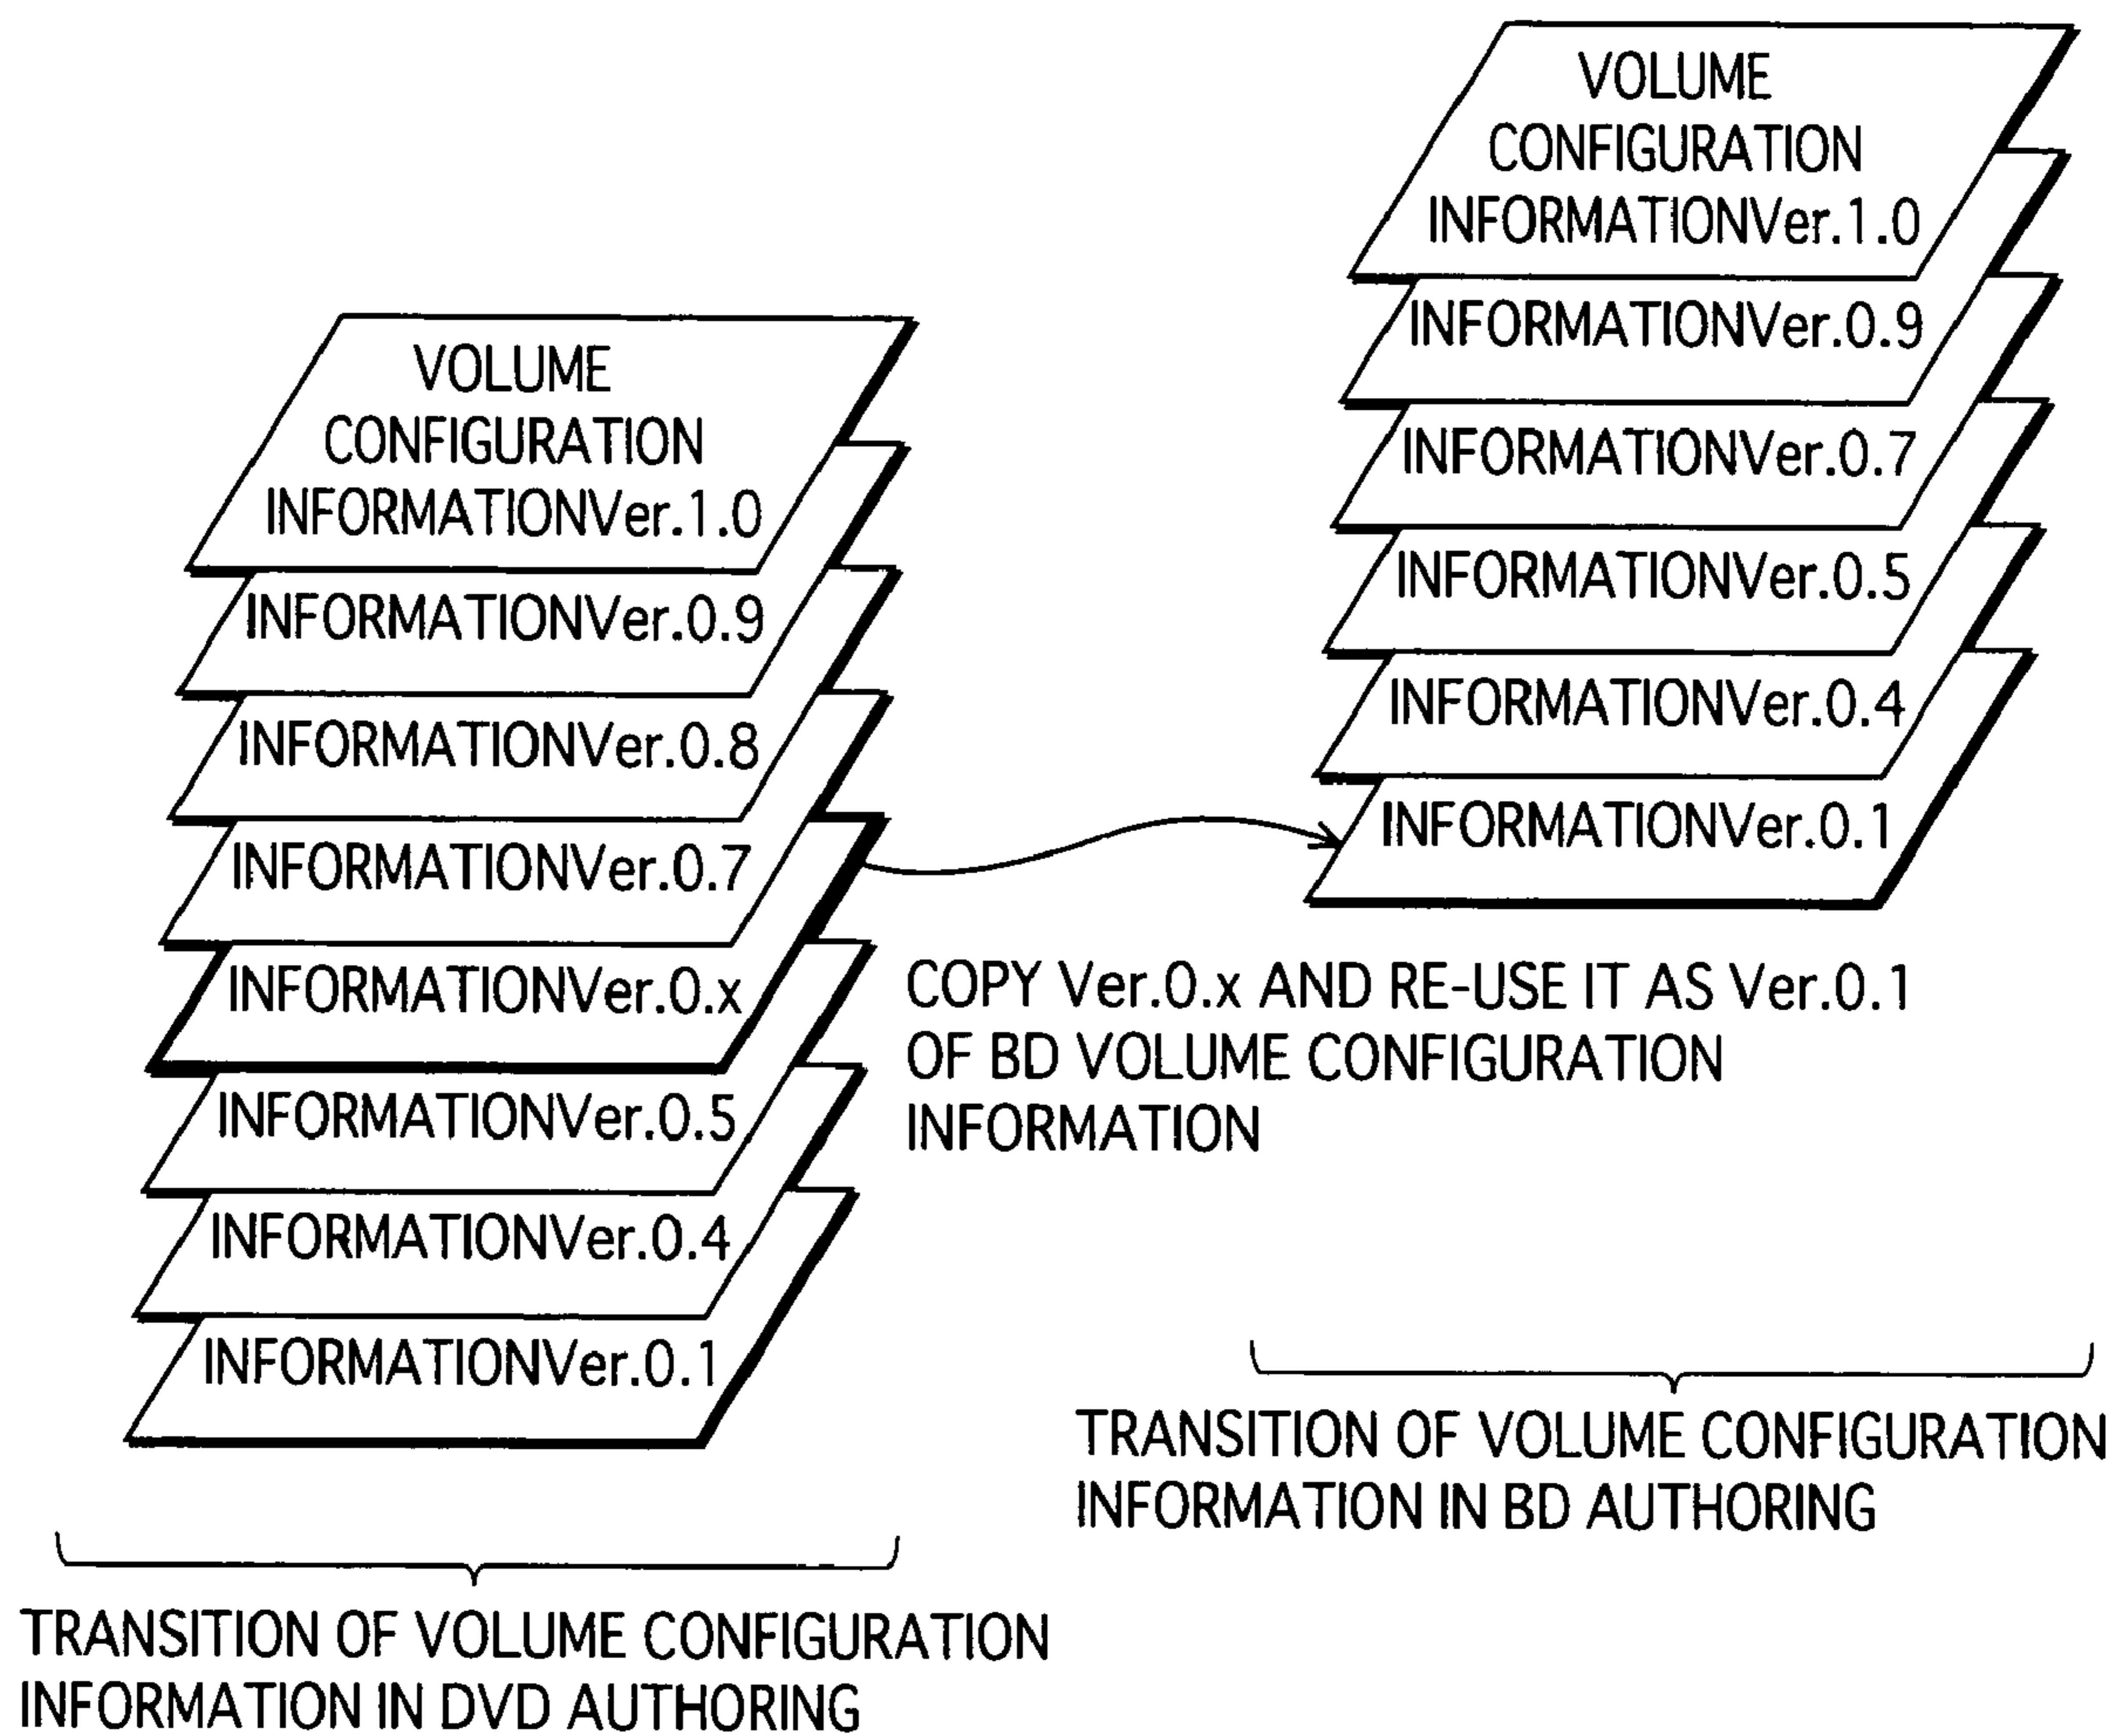 VOLUME
CONFIGURATION
INFORMATIONVer.1.0
INFORMATIONVer.0.9
INFORMATIONVer.0.8
INFORMATIONVer.0.7
INFORMATIONVer.0.x
INFORMATIONVer.0.5
INFORMATIONVer.0.4
INFORMATIONVer.0.1
TRANSITION OF VOLUME CONFIGURATION
INFORMATION IN DVD AUTHORING
VOLUME
CONFIGURATION
INFORMATIONVer.1.0
INFORMATIONVer.0.9
INFORMATIONVer.0.7
INFORMATIONVer.0.5
INFORMATIONVer.0.4
INFORMATIONVer.0.1
COPY Ver.0.x AND RE-USE IT AS Ver.0.1
OF BD VOLUME CONFIGURATION
INFORMATION
TRANSITION OF VOLUME CONFIGURATION
INFORMATION IN BD AUTHORING